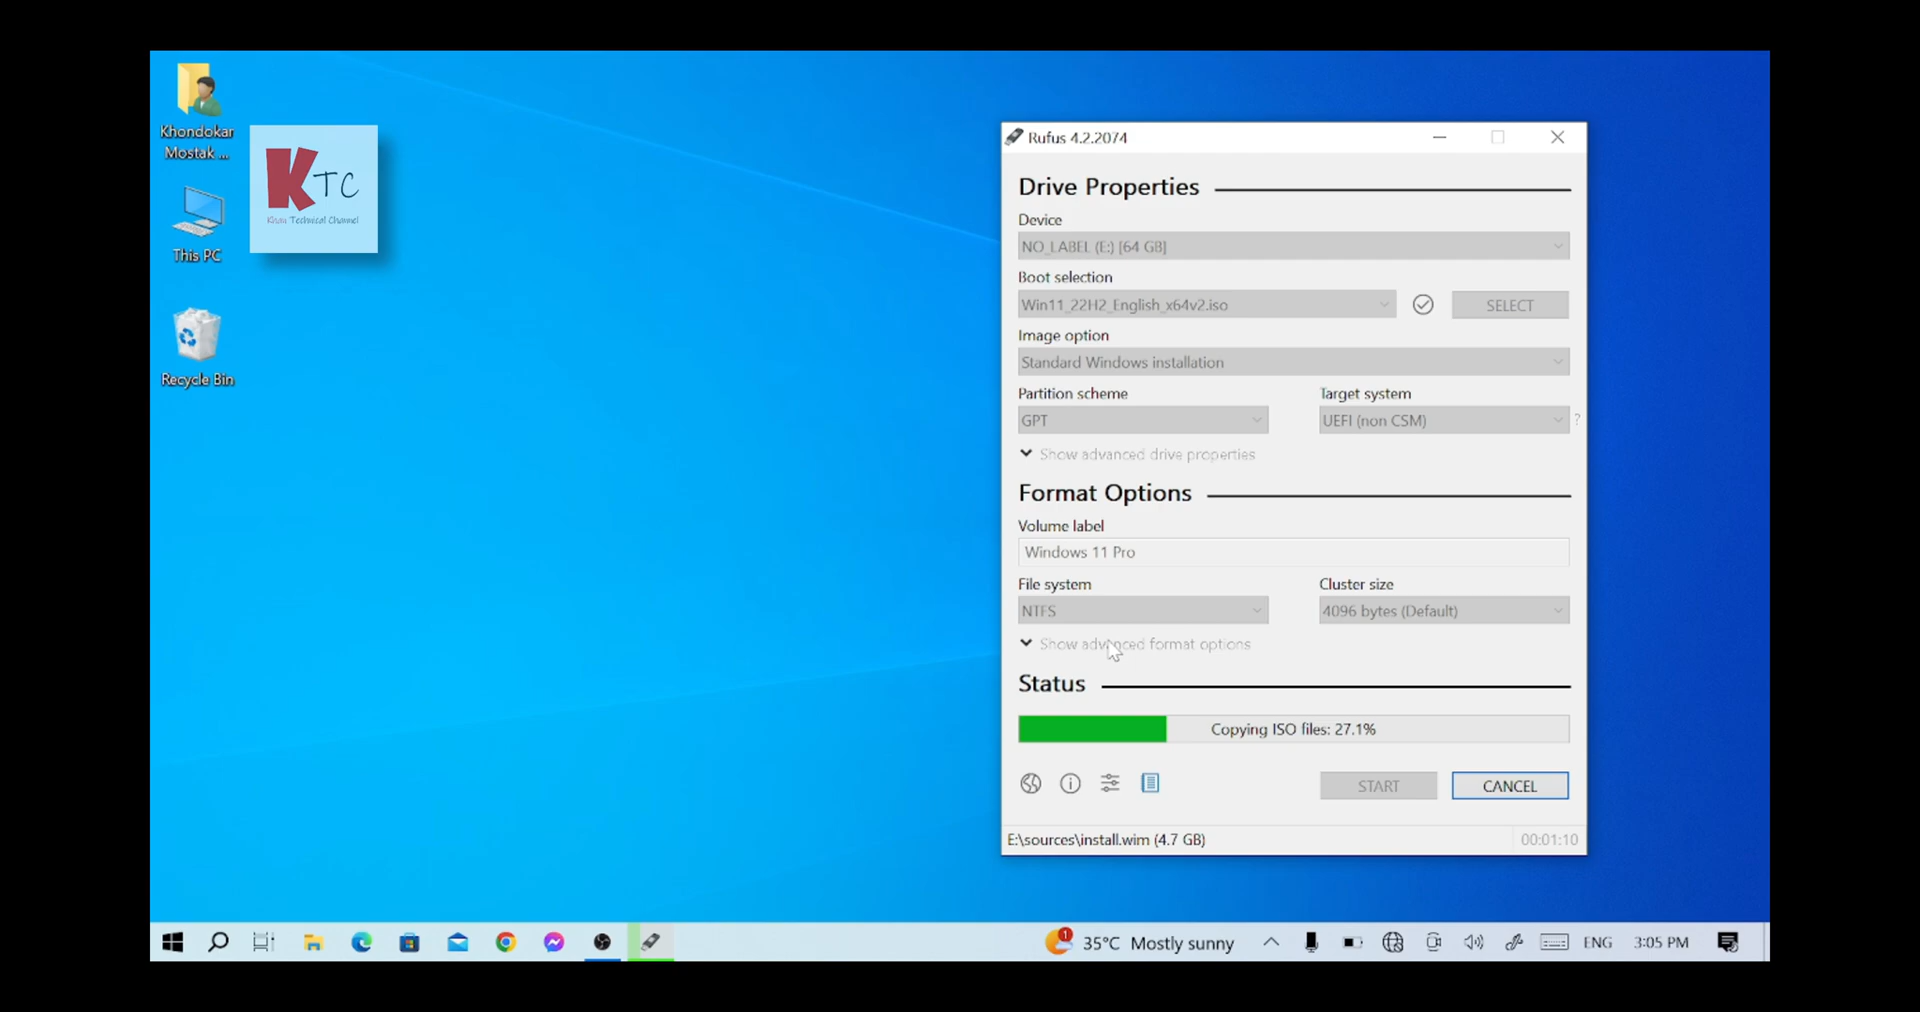 Khondokar
Mostak ...
KTC
Khan Technical Channel
This PC
Recycle Bin
Rufus 4.2.2074
Drive Properties
Device
NO_LABEL (E:) [64 GB]
Boot selection
Win11_22H2_English_x64v2.iso
SELECT
Image option
Standard Windows installation
Partition scheme
Target system
GPT
UEFI (non CSM)
?
Show advanced drive properties
Format Options
Volume label
Windows 11 Pro
File system
Cluster size
NTFS
4096 bytes (Default)
Show advanced format options
Status
Copying ISO files: 27.1%
START
CANCEL
E:\sources\install.wim (4.7 GB)
00:01:10
1
35°C Mostly sunny
ENG
3:05 PM